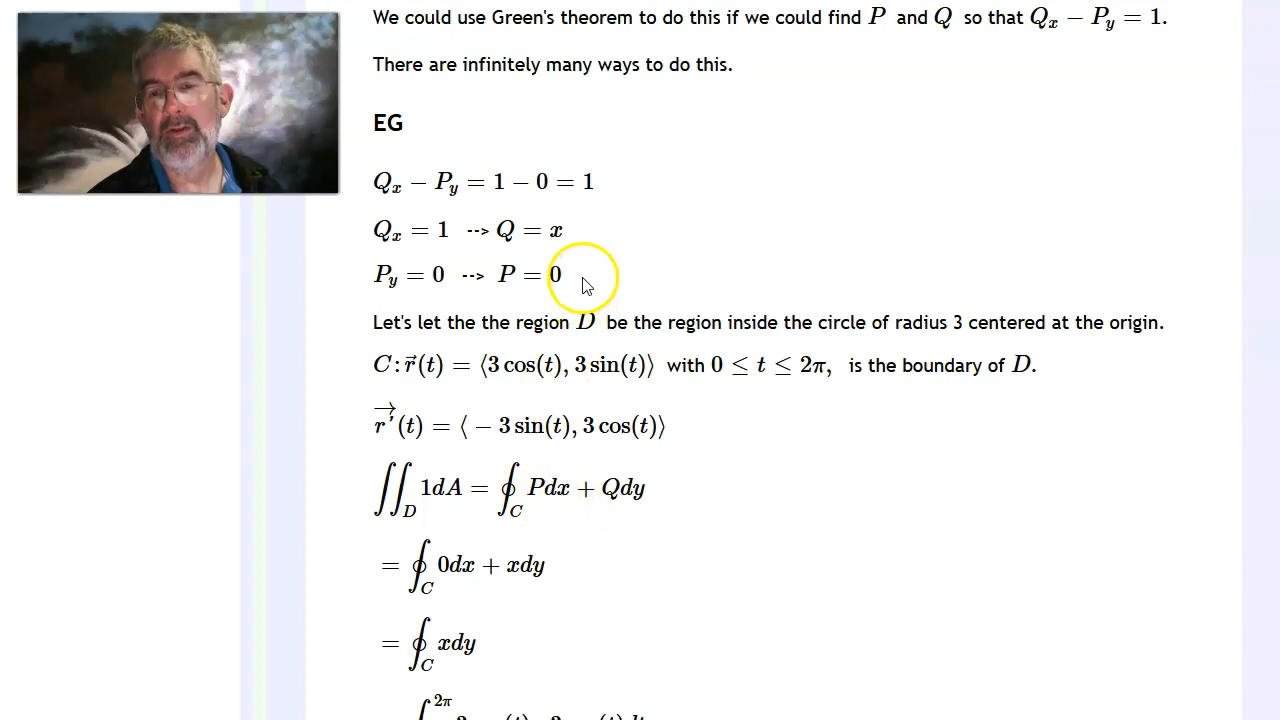 We could use Green's theorem to do this if we could find P and Q so that Qₓ − P_y = 1.
There are infinitely many ways to do this.
EG
Qₓ − P_y = 1 − 0 = 1
Qₓ = 1 --> Q = x
P_y = 0 --> P = 0
Let's let the the region D be the region inside the circle of radius 3 centered at the origin.
C: r⃗(t) = ⟨3 cos(t), 3 sin(t)⟩ with 0 ≤ t ≤ 2π, is the boundary of D.
r⃗'(t) = ⟨ − 3 sin(t), 3 cos(t)⟩
∬_D 1dA = ∮_C Pdx + Qdy
= ∮_C 0dx + xdy
= ∮_C xdy
∫ 2π